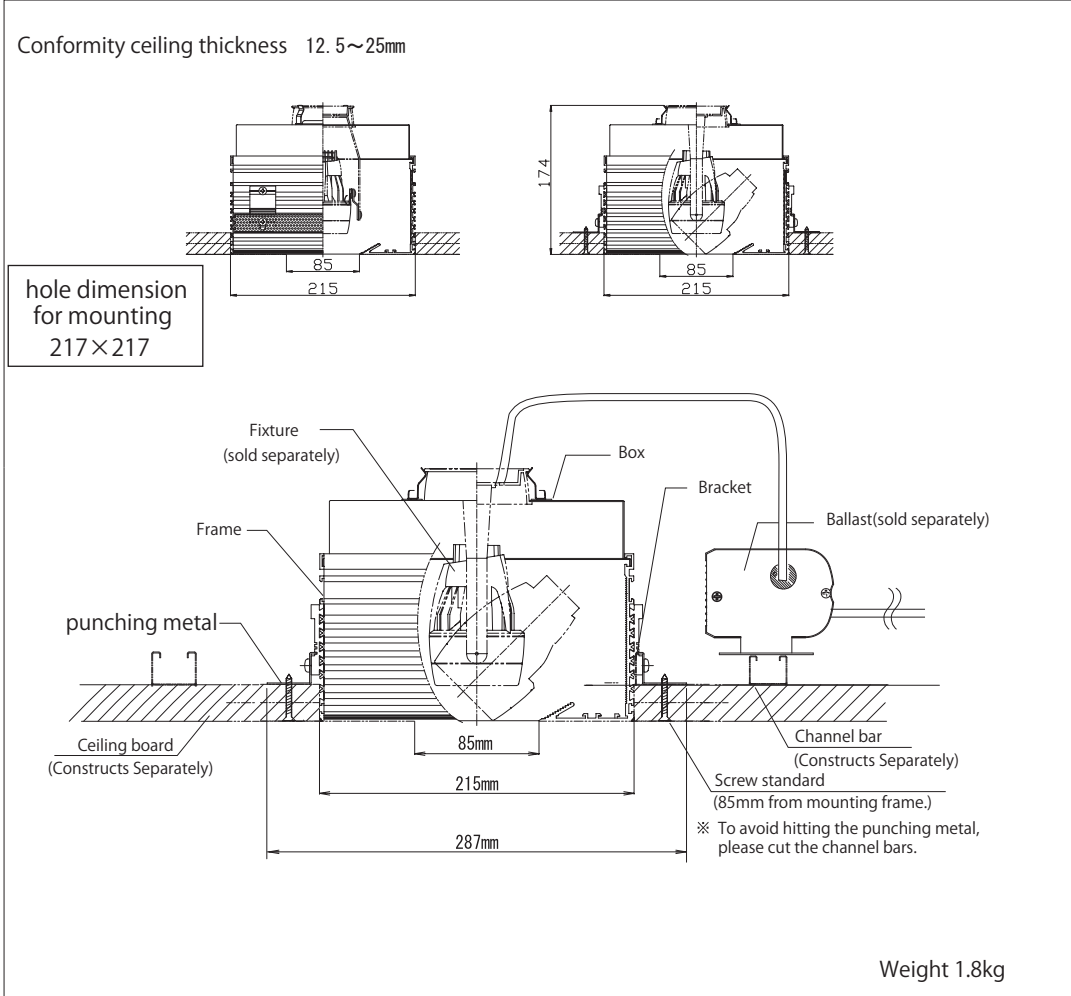 Conformity ceiling thickness 12.5～25mm
174
85
215
85
215
hole dimension
for mounting
217×217
Fixture
(sold separately)
Box
Bracket
Ballast(sold separately)
Frame
punching metal
Ceiling board
(Constructs Separately)
85mm
215mm
287mm
Channel bar
(Constructs Separately)
Screw standard
(85mm from mounting frame.)
※ To avoid hitting the punching metal,
please cut the channel bars.
Weight 1.8kg